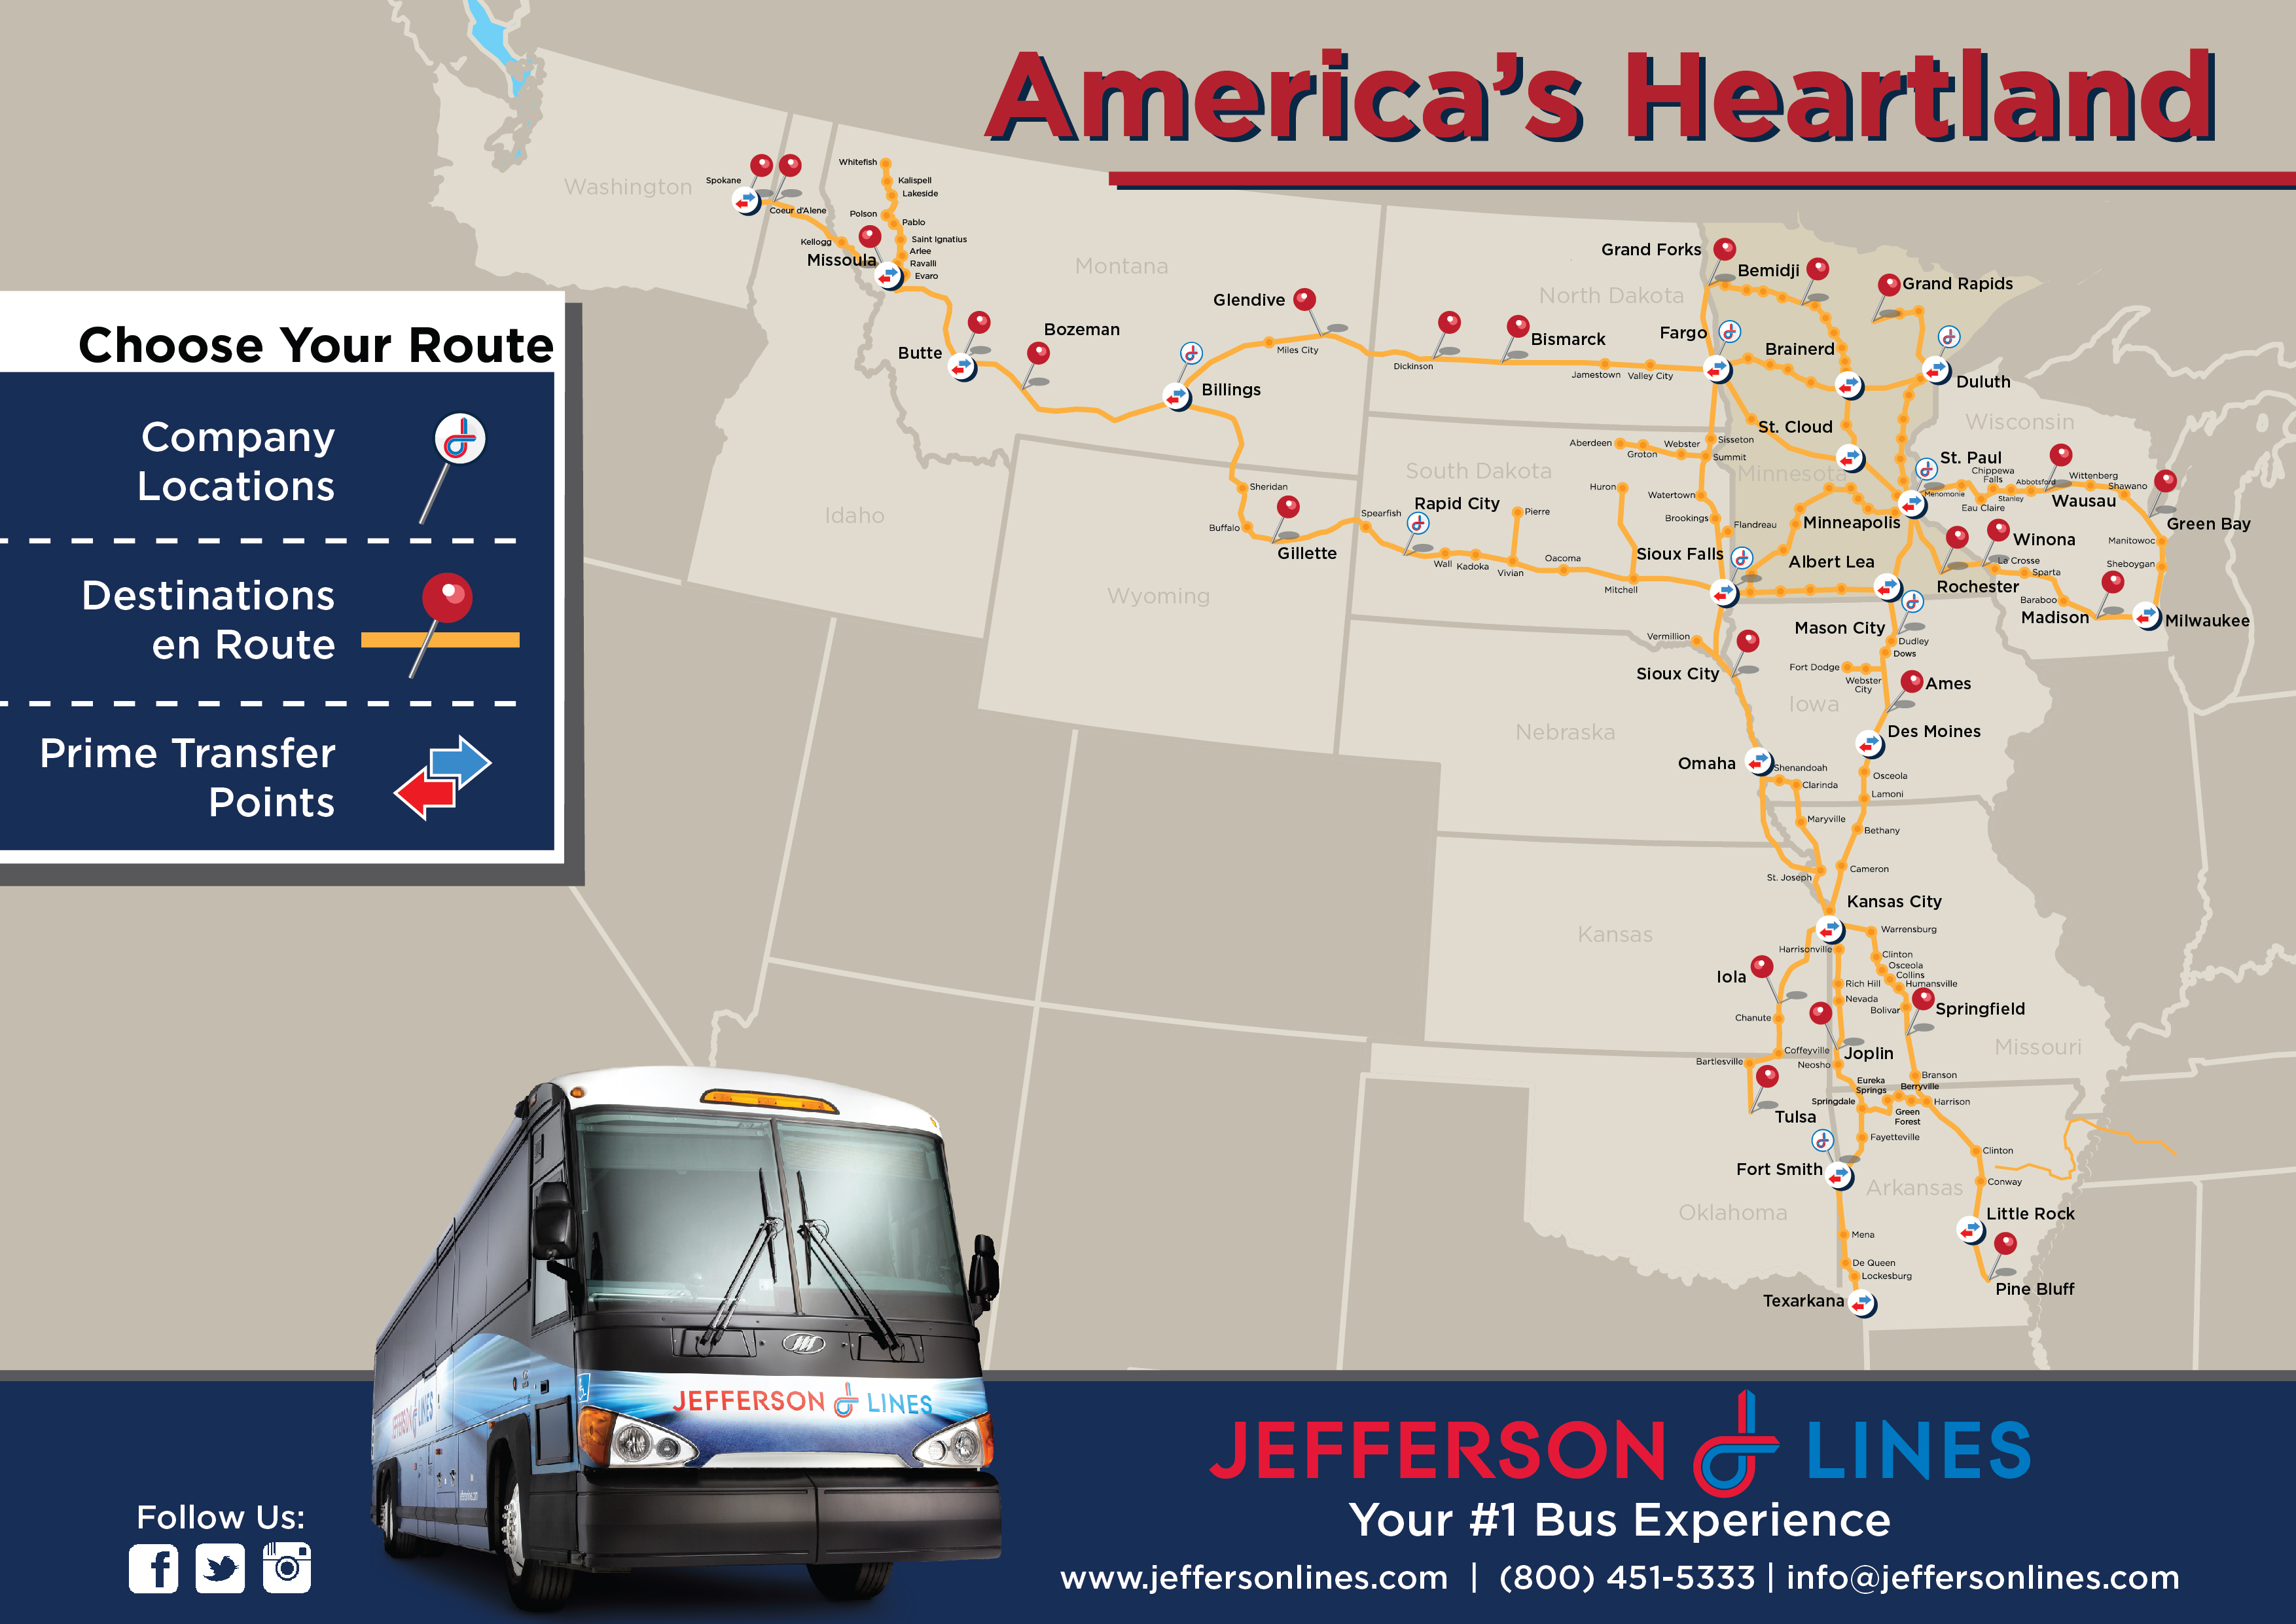 America's Heartland
Choose Your Route
Company
Locations
Destinations
en Route
Prime Transfer
Points
Washington
Montana
North Dakota
Minnesota
Wisconsin
South Dakota
Idaho
Wyoming
Nebraska
Iowa
Kansas
Missouri
Oklahoma
Arkansas
Spokane
Coeur d'Alene
Kellogg
Missoula
Whitefish
Kalispell
Lakeside
Polson
Pablo
Saint Ignatius
Arlee
Ravalli
Evaro
Butte
Bozeman
Billings
Miles City
Glendive
Dickinson
Bismarck
Jamestown
Valley City
Fargo
Grand Forks
Bemidji
Grand Rapids
Brainerd
Duluth
St. Cloud
St. Paul
Minneapolis
Sheridan
Buffalo
Gillette
Spearfish
Rapid City
Wall
Kadoka
Pierre
Vivian
Oacoma
Mitchell
Huron
Aberdeen
Groton
Webster
Sisseton
Summit
Watertown
Brookings
Flandreau
Sioux Falls
Albert Lea
Menomonie
Chippewa
Falls
Eau Claire
Stanley
Abbotsford
Wausau
Wittenberg
Shawano
Green Bay
Manitowoc
Sheboygan
Milwaukee
Madison
Baraboo
Sparta
La Crosse
Winona
Rochester
Vermillion
Sioux City
Mason City
Dudley
Dows
Fort Dodge
Webster
City
Ames
Des Moines
Omaha
Shenandoah
Clarinda
Maryville
St. Joseph
Osceola
Lamoni
Bethany
Cameron
Kansas City
Warrensburg
Harrisonville
Clinton
Osceola
Collins
Humansville
Bolivar
Springfield
Rich Hill
Nevada
Iola
Chanute
Coffeyville
Bartlesville
Tulsa
Joplin
Neosho
Branson
Eureka
Springs
Berryville
Springdale
Green
Forest
Harrison
Fayetteville
Fort Smith
Clinton
Conway
Little Rock
Pine Bluff
Mena
De Queen
Lockesburg
Texarkana
JEFFERSON LINES
JEFFERSON LINES
Follow Us:
JEFFERSON LINES
Your #1 Bus Experience
www.jeffersonlines.com | (800) 451-5333 | info@jeffersonlines.com